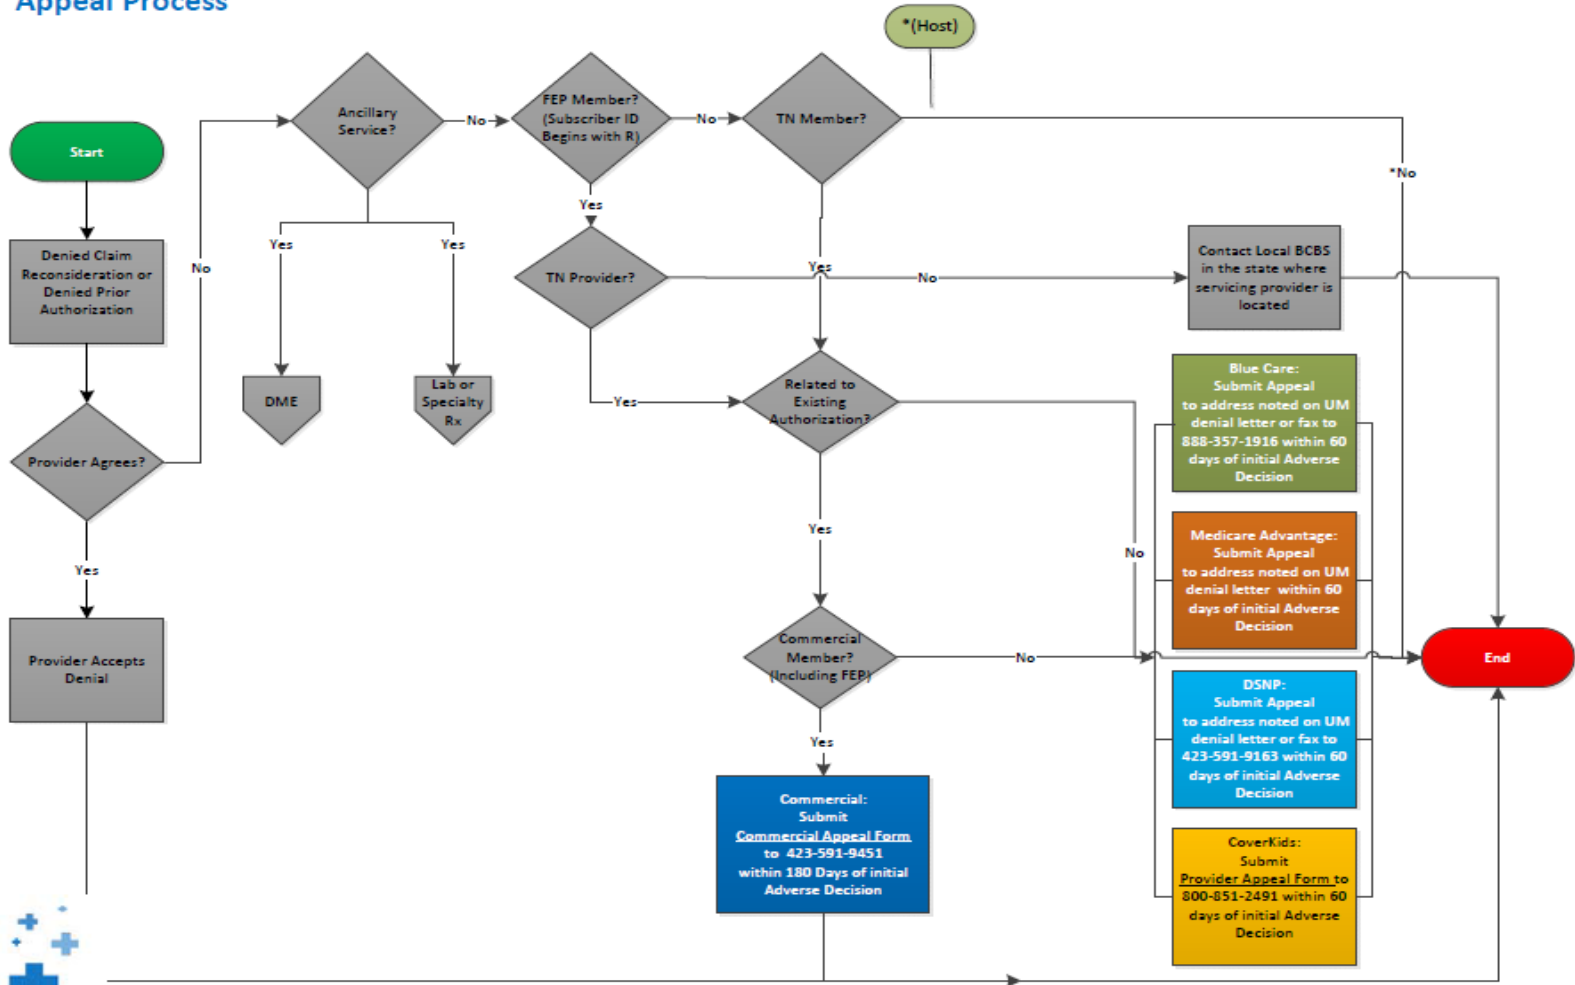 Appeal Process
*(Host)
Start
Denied Claim
Reconsideration or
Denied Prior
Authorization
Provider Agrees?
No
Yes
Provider Accepts
Denial
Ancillary
Service?
No
Yes
Yes
DME
Lab or
Specialty
Rx
FEP Member?
(Subscriber ID
Begins with R)
No
Yes
TN Member?
*No
Yes
TN Provider?
No
Yes
Contact Local BCBS
in the state where
servicing provider is
located
Related to
Existing
Authorization?
No
Yes
Commercial
Member?
(Including FEP)
No
Yes
Commercial:
Submit
Commercial Appeal Form
to 423-591-9451
within 180 Days of initial
Adverse Decision
Blue Care:
Submit Appeal
to address noted on UM
denial letter or fax to
888-357-1916 within 60
days of initial Adverse
Decision
Medicare Advantage:
Submit Appeal
to address noted on UM
denial letter within 60
days of initial Adverse
Decision
DSNP:
Submit Appeal
to address noted on UM
denial letter or fax to
423-591-9163 within 60
days of initial Adverse
Decision
CoverKids:
Submit
Provider Appeal Form to
800-851-2491 within 60
days of initial Adverse
Decision
End